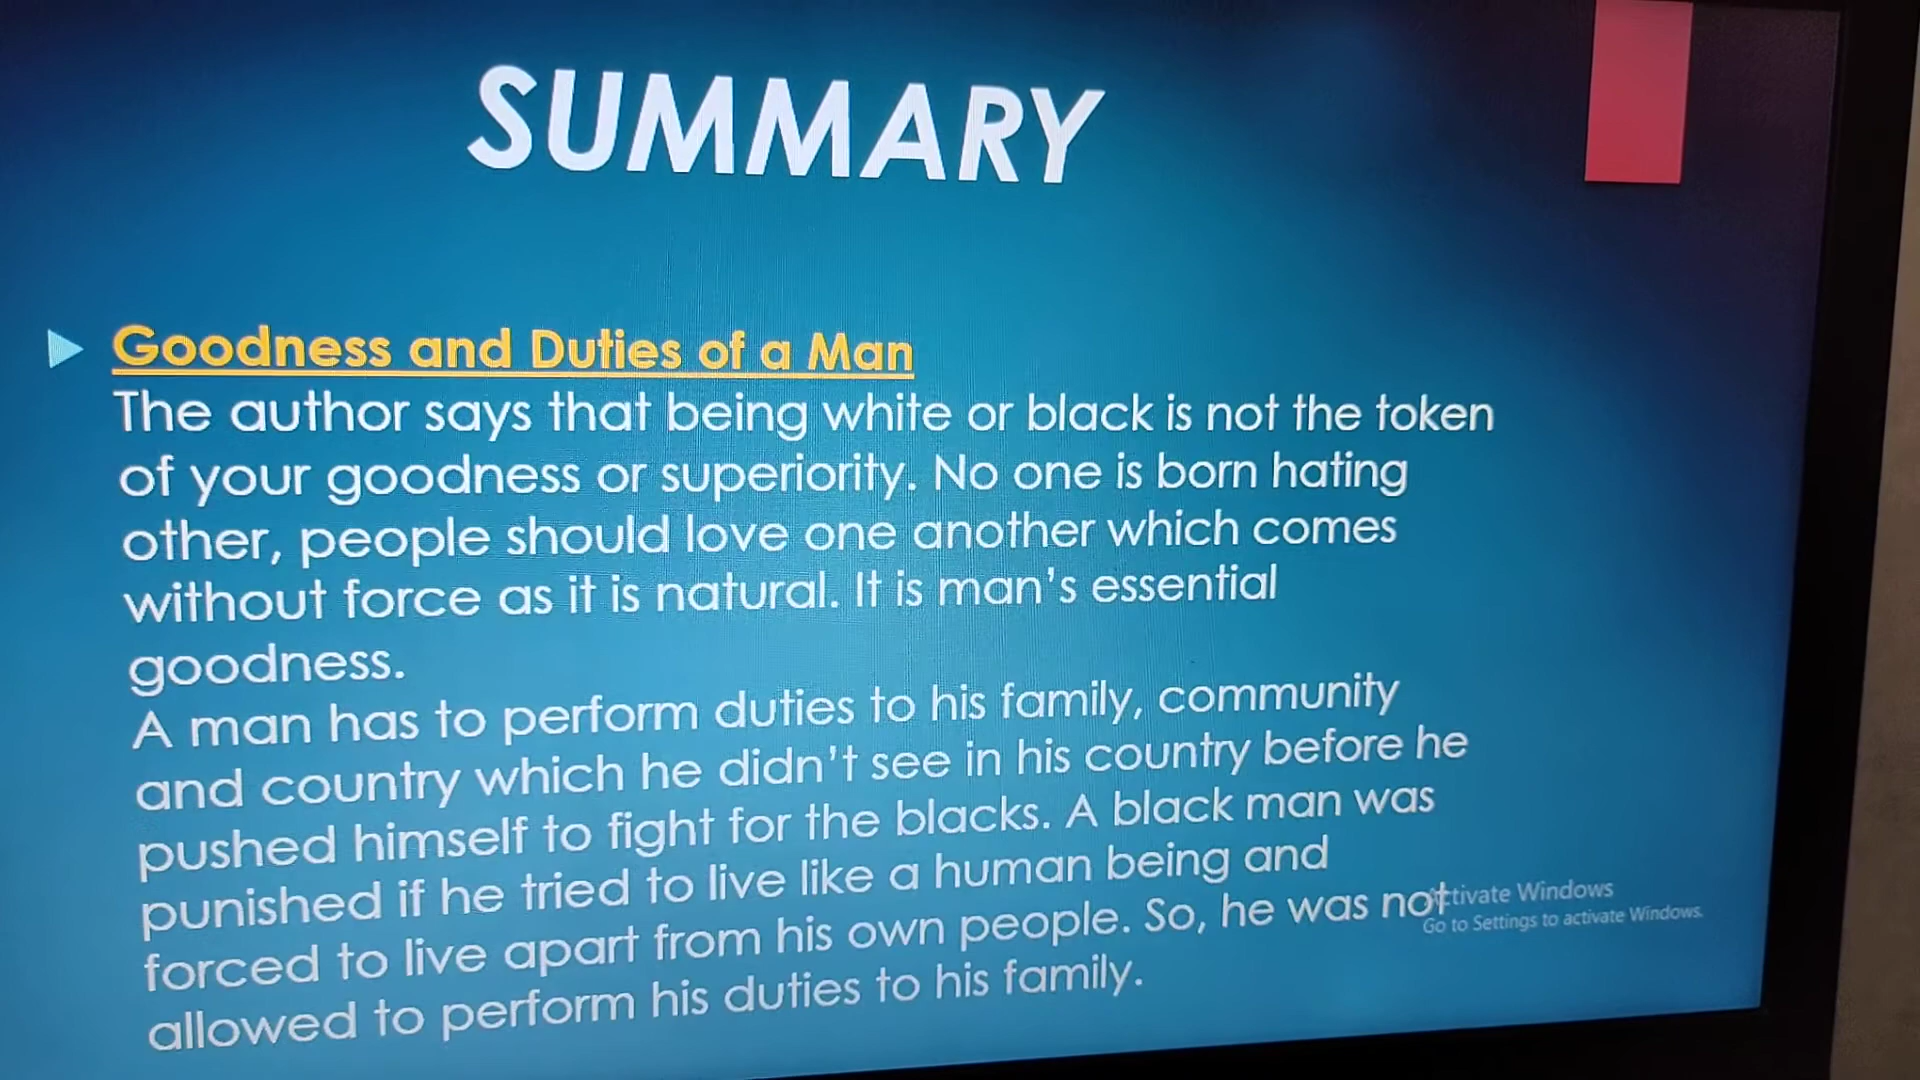 SUMMARY
Goodness and Duties of a Man
The author says that being white or black is not the token
of your goodness or superiority. No one is born hating
other, people should love one another which comes
without force as it is natural. It is man's essential
goodness.
A man has to perform duties to his family, community
and country which he didn't see in his country before he
pushed himself to fight for the blacks. A black man was
punished if he tried to live like a human being and
forced to live apart from his own people. So, he was not
allowed to perform his duties to his family.
Activate Windows
Go to Settings to activate Windows.